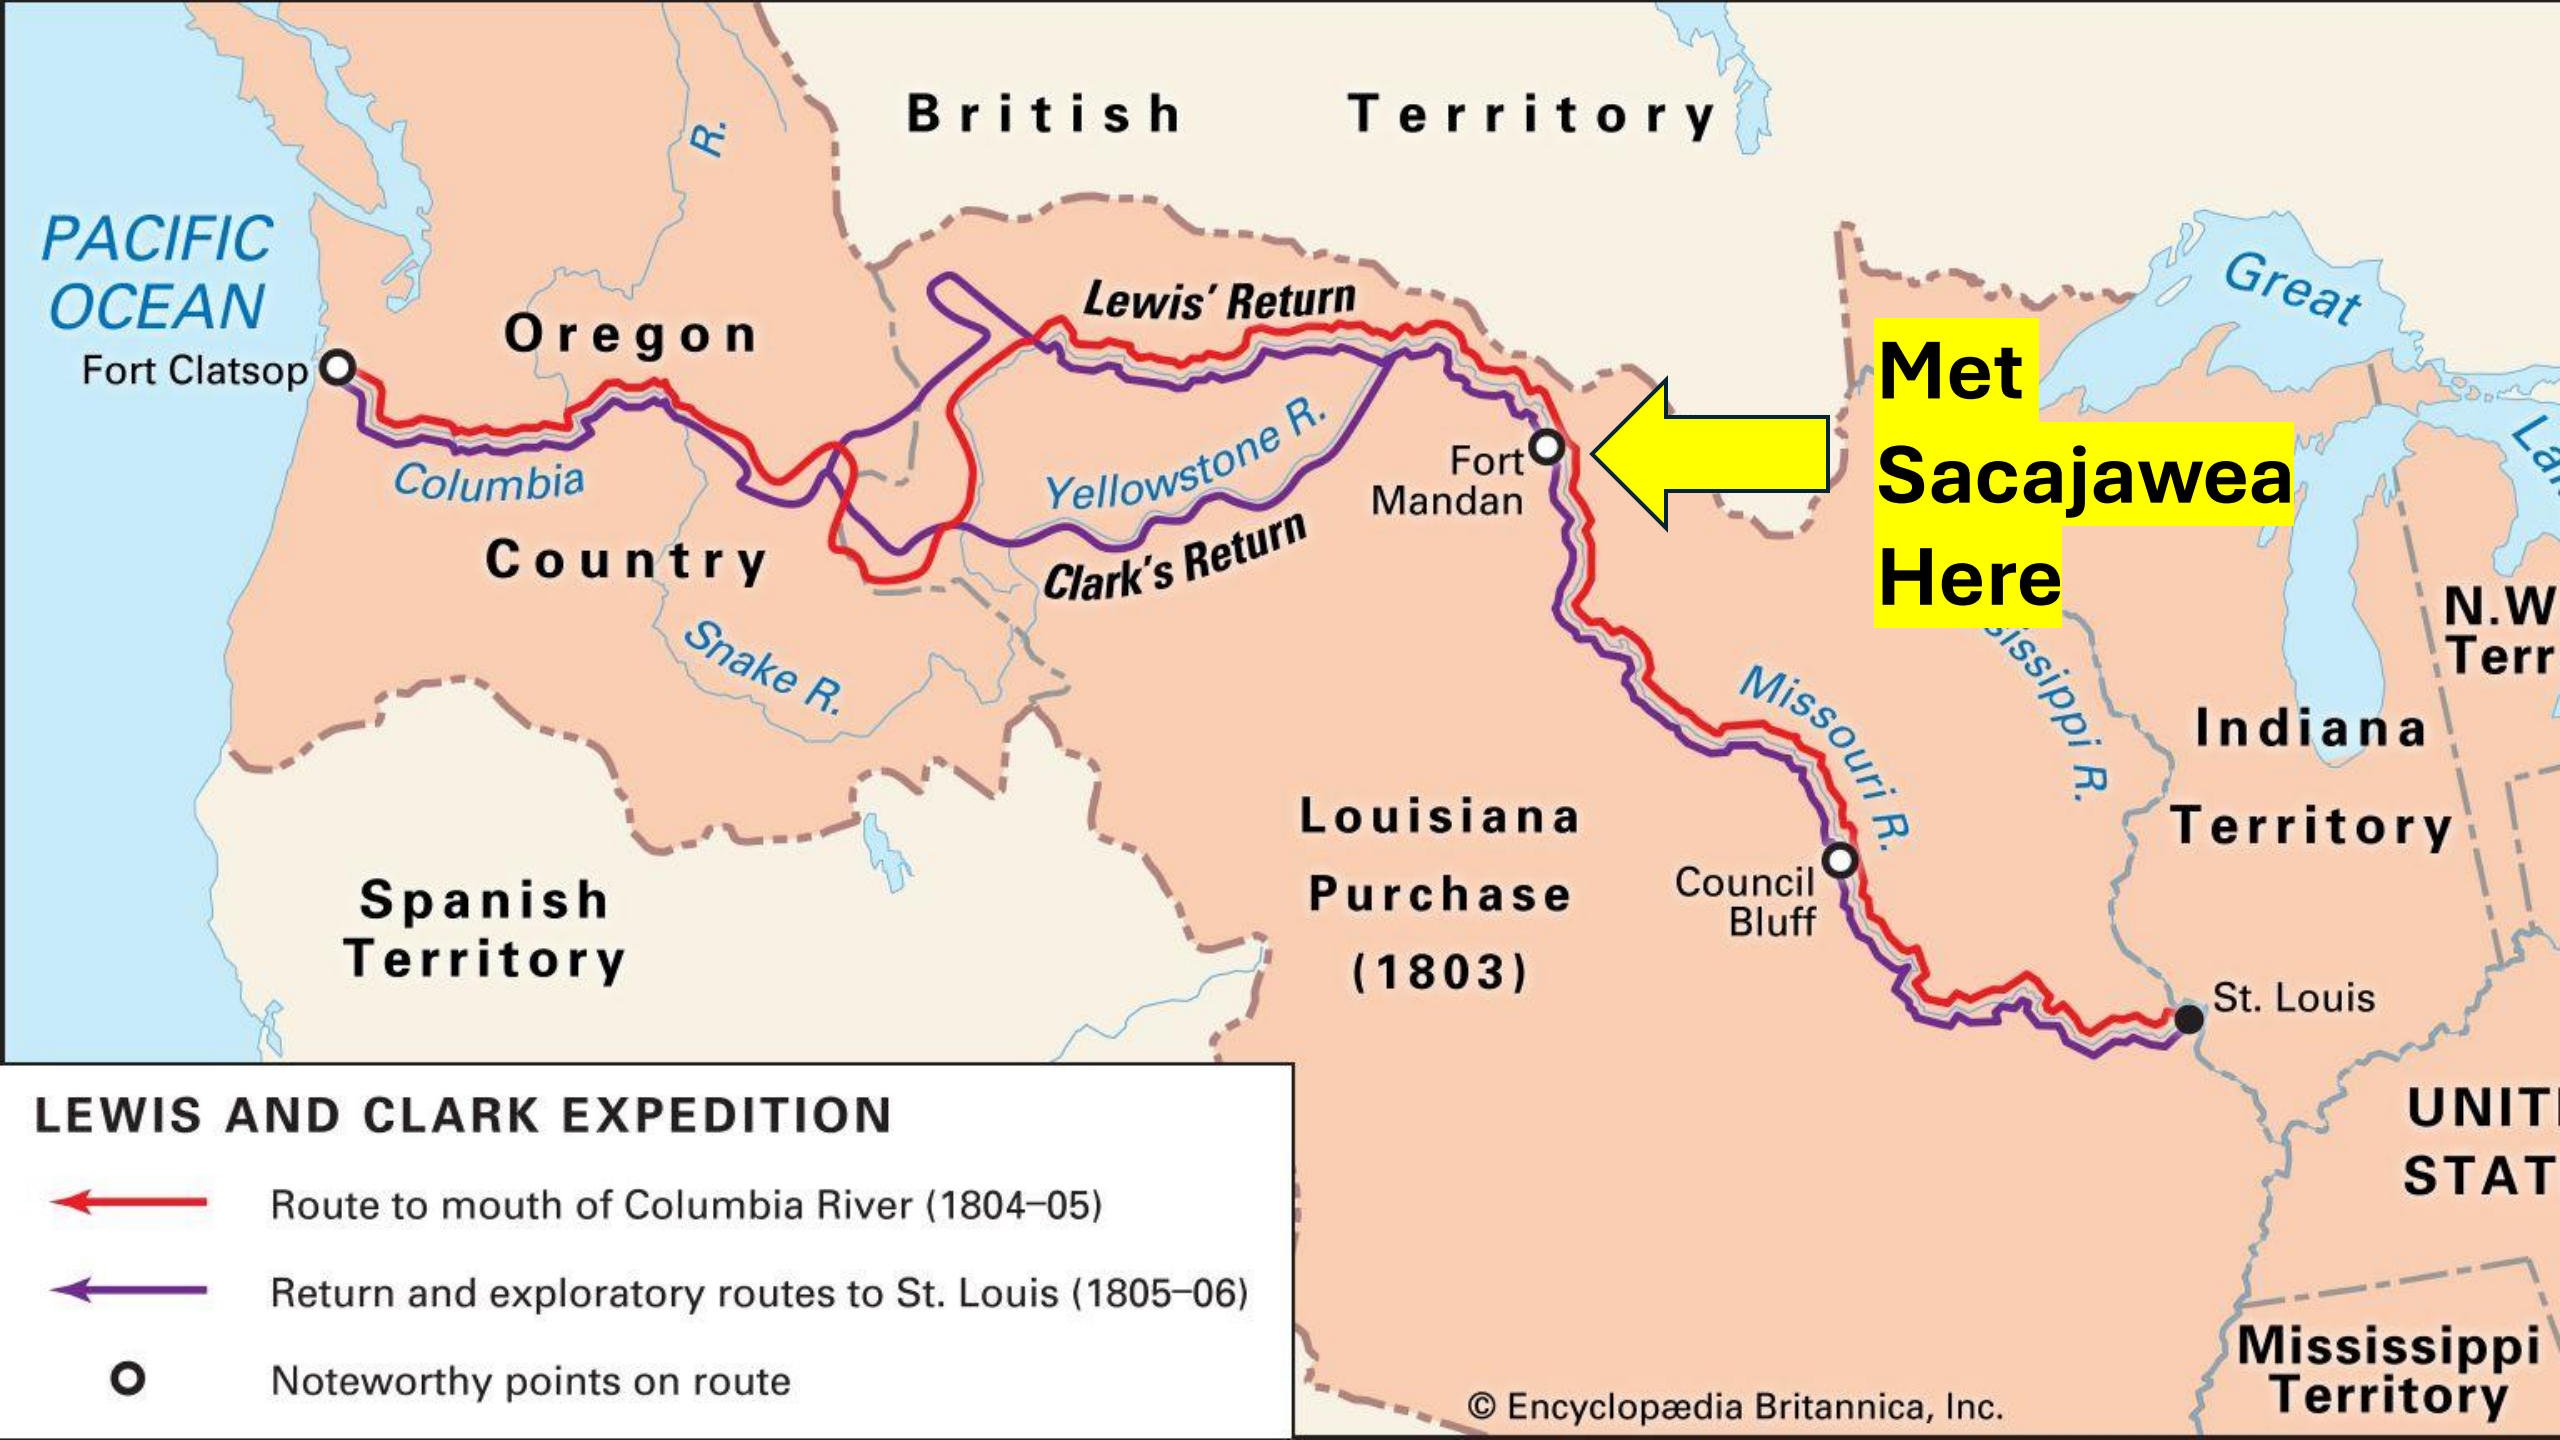 British Territory
R.
PACIFIC
OCEAN
Great
Lewis' Return
Oregon
Met
Sacajawea
Here
Fort Clatsop
Yellowstone R.
Fort
Mandan
Columbia
Country
Clark's Return
Snake R.
N.W
Terr
Missouri R.
ississippi R.
Indiana
Territory
Louisiana
Purchase
(1803)
Council
Bluff
Spanish
Territory
St. Louis
LEWIS AND CLARK EXPEDITION
Route to mouth of Columbia River (1804–05)
Return and exploratory routes to St. Louis (1805–06)
Noteworthy points on route
UNIT
STAT
Mississippi
Territory
© Encyclopædia Britannica, Inc.